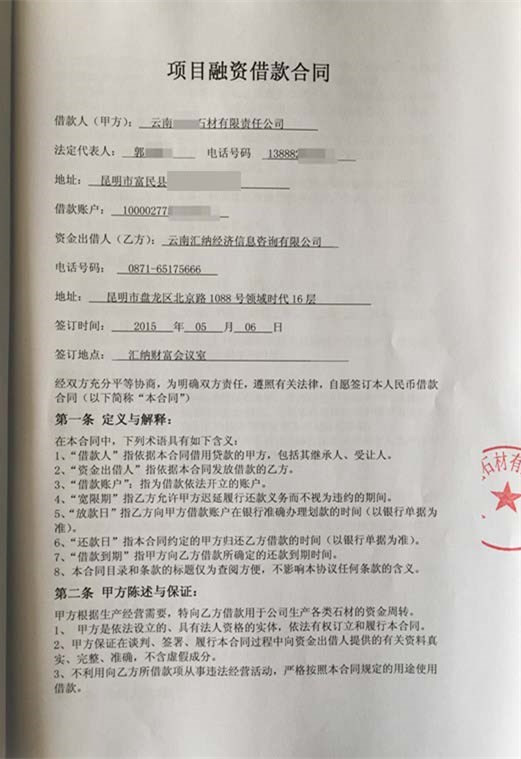 项目融资借款合同
借款人（甲方）： 云南 石材有限责任公司
法定代表人： 郭 电话号码 13888
地址： 昆明市富民县
借款账户： 10000277
资金出借人（乙方）：云南汇纳经济信息咨询有限公司
电话号码： 0871-65175666
地址： 昆明市盘龙区北京路 1088 号领域时代 16 层
签订时间： 2015 年 05 月 06 日
签订地点： 汇纳财富会议室
经双方充分平等协商，为明确双方责任，遵照有关法律，自愿签订本人民币借款
合同（以下简称“本合同”）
第一条 定义与解释：
在本合同中，下列术语具有如下含义：
1、“借款人”指依据本合同借用贷款的甲方，包括其继承人、受让人。
2、“资金出借人”指依据本合同发放借款的乙方。
3、“借款账户”：指为借款依法开立的账户。
4、“宽限期”指乙方允许甲方迟延履行还款义务而不视为违约的期间。
5、“放款日”指乙方向甲方借款账户在银行准确办理划款的时间（以银行单据为
准）。
6、“还款日”指本合同约定的甲方归还乙方借款的时间（以银行单据为准）。
7、“借款到期”指甲方向乙方借款所确定的还款到期时间。
8、本合同目录和条款的标题仅为查阅方便，不影响本协议任何条款的含义。
第二条 甲方陈述与保证：
甲方根据生产经营需要，特向乙方借款用于公司生产各类石材的资金周转。
1、 甲方是依法设立的、具有法人资格的实体，依法有权订立和履行本合同。
2、甲方保证在谈判、签署、履行本合同过程中向资金出借人提供的有关资料真
实、完整、准确，不含虚假成分。
3、不利用向乙方所借款项从事违法经营活动，严格按照本合同规定的用途使用
借款。
石材有